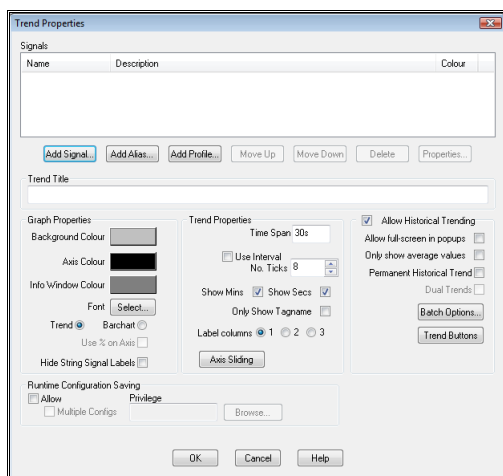 Trend Properties
Signals
Name Description Colour
Add Signal... Add Alias... Add Profile... Move Up Move Down Delete Properties...
Trend Title
Graph Properties
Background Colour
Axis Colour
Info Window Colour
Font Select...
Trend Barchart
Use % on Axis
Hide String Signal Labels
Trend Properties
Time Span 30s
Use Interval
No. Ticks 8
Show Mins Show Secs
Only Show Tagname
Label columns 1 2 3
Axis Sliding
Allow Historical Trending
Allow full-screen in popups
Only show average values
Permanent Historical Trend
Dual Trends
Batch Options...
Trend Buttons
Runtime Configuration Saving
Allow Privilege
Multiple Configs Browse...
OK Cancel Help